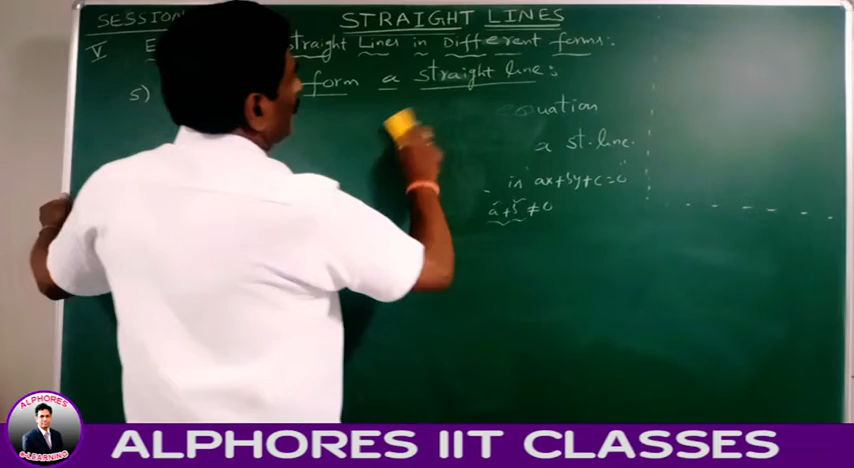 SESSION STRAIGHT LINES
V E straight Lines in Different forms:
5) form a straight line:
equation
a st. line.
is ax+by+c=0
a²+b² ≠0
ALPHORES
e-LEARNING
ALPHORES IIT CLASSES